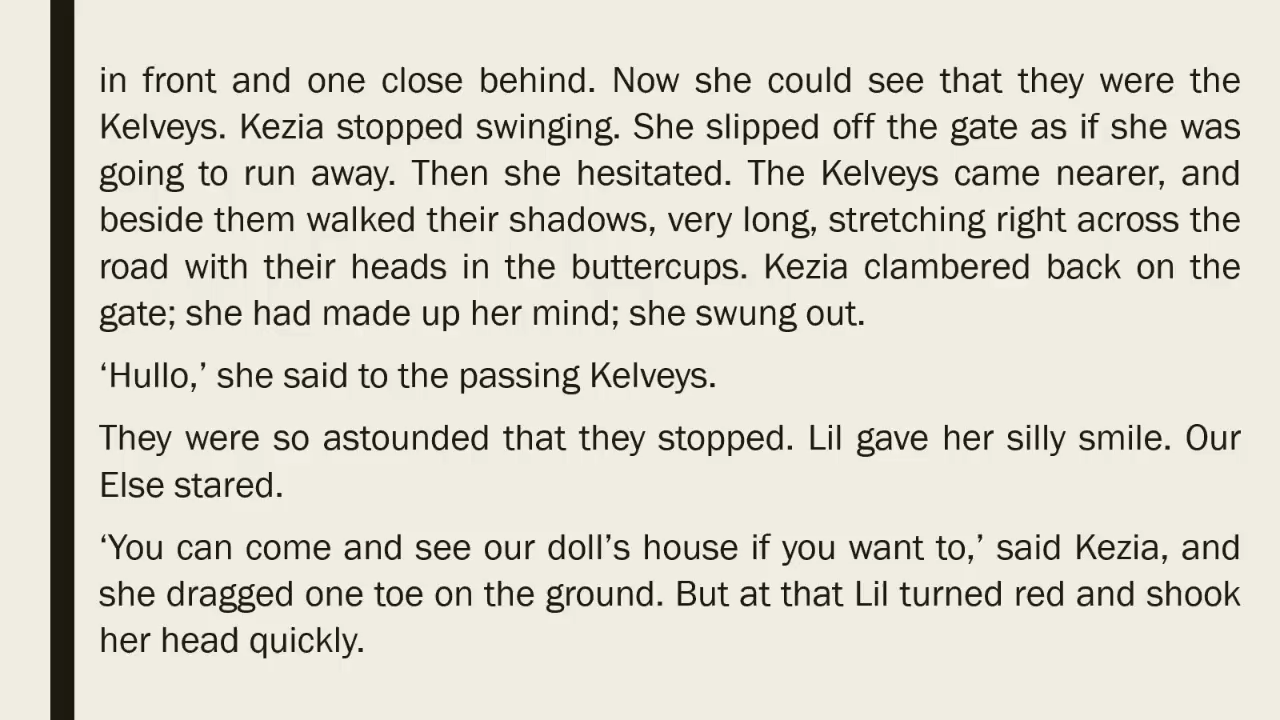 in front and one close behind. Now she could see that they were the
Kelveys. Kezia stopped swinging. She slipped off the gate as if she was
going to run away. Then she hesitated. The Kelveys came nearer, and
beside them walked their shadows, very long, stretching right across the
road with their heads in the buttercups. Kezia clambered back on the
gate; she had made up her mind; she swung out.
‘Hullo,’ she said to the passing Kelveys.
They were so astounded that they stopped. Lil gave her silly smile. Our
Else stared.
‘You can come and see our doll’s house if you want to,’ said Kezia, and
she dragged one toe on the ground. But at that Lil turned red and shook
her head quickly.